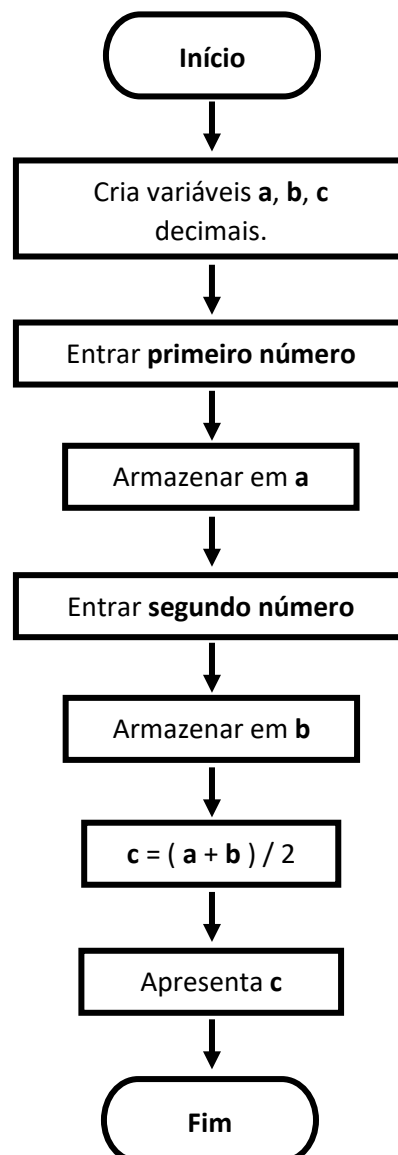 Início
Cria variáveis a, b, c
decimais.
Entrar primeiro número
Armazenar em a
Entrar segundo número
Armazenar em b
c = ( a + b ) / 2
Apresenta c
Fim